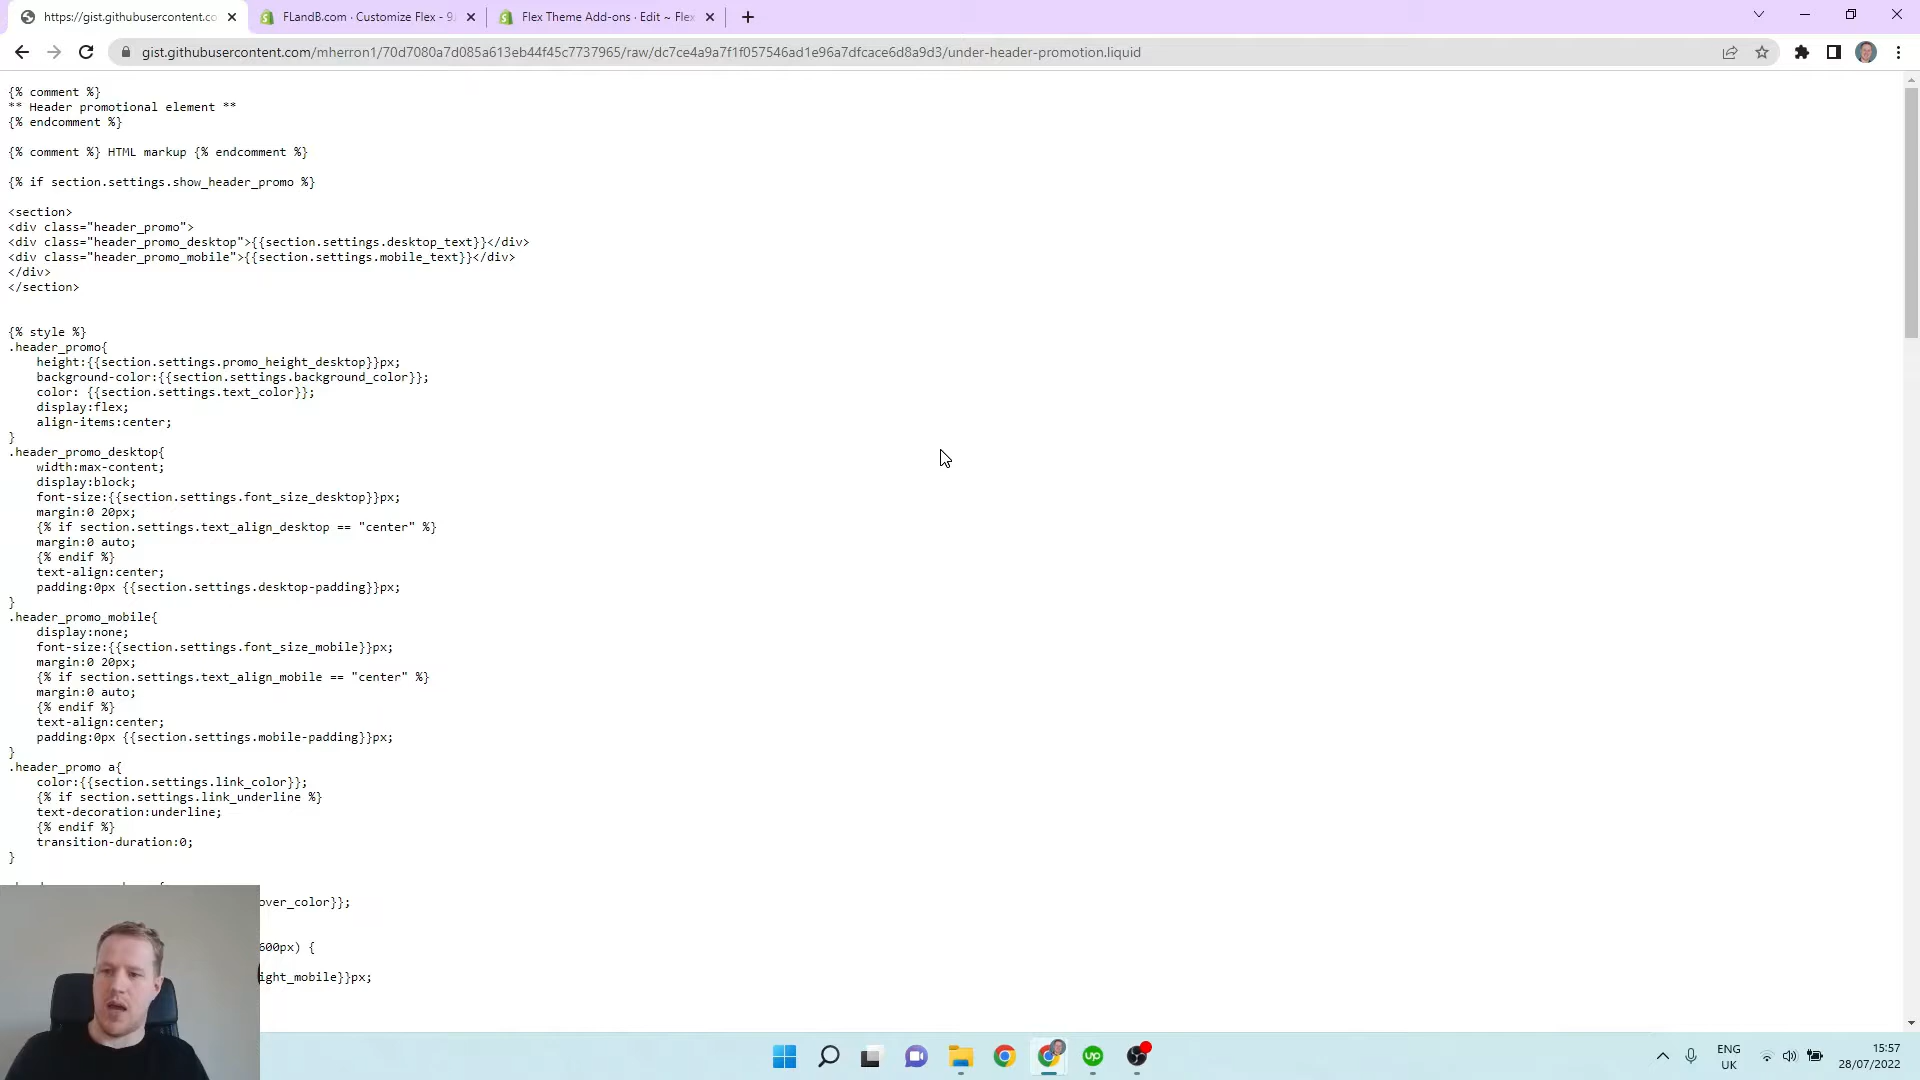 https://gist.githubusercontent.co
FLandB.com · Customize Flex - 9.
Flex Theme Add-ons · Edit ~ Flex
gist.githubusercontent.com/mherron1/70d7080a7d085a613eb44f45c7737965/raw/dc7ce4a9a7f1f057546ad1e96a7dfcace6d8a9d3/under-header-promotion.liquid
{% comment %}
** Header promotional element **
{% endcomment %}
{% comment %} HTML markup {% endcomment %}
{% if section.settings.show_header_promo %}
<section>
<div class="header_promo">
<div class="header_promo_desktop">{{section.settings.desktop_text}}</div>
<div class="header_promo_mobile">{{section.settings.mobile_text}}</div>
</div>
</section>
{% style %}
.header_promo{
height:{{section.settings.promo_height_desktop}}px;
background-color:{{section.settings.background_color}};
color: {{section.settings.text_color}};
display:flex;
align-items:center;
}
.header_promo_desktop{
width:max-content;
display:block;
font-size:{{section.settings.font_size_desktop}}px;
margin:0 20px;
{% if section.settings.text_align_desktop == "center" %}
margin:0 auto;
{% endif %}
text-align:center;
padding:0px {{section.settings.desktop-padding}}px;
}
.header_promo_mobile{
display:none;
font-size:{{section.settings.font_size_mobile}}px;
margin:0 20px;
{% if section.settings.text_align_mobile == "center" %}
margin:0 auto;
{% endif %}
text-align:center;
padding:0px {{section.settings.mobile-padding}}px;
}
.header_promo a{
color:{{section.settings.link_color}};
{% if section.settings.link_underline %}
text-decoration:underline;
{% endif %}
transition-duration:0;
}
over_color}};
600px) {
ight_mobile}}px;
up
ENG
UK
15:57
28/07/2022